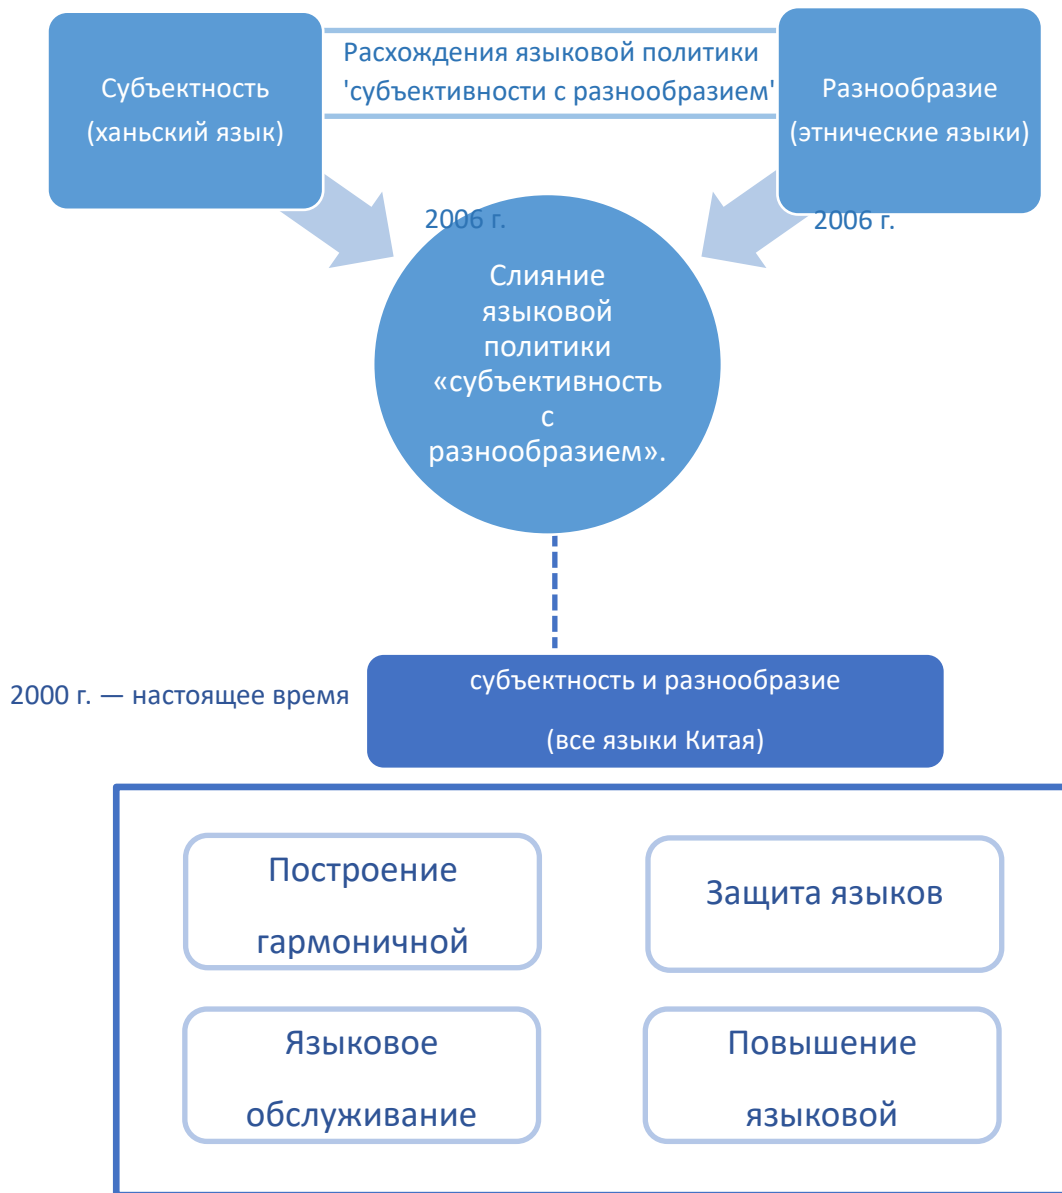 Субъектность
(ханьский язык)
Расхождения языковой политики
'субъективности с разнообразием'
Разнообразие
(этнические языки)
2006 г.
2006 г.
Слияние
языковой
политики
«субъективность
с
разнообразием».
2000 г. — настоящее время
субъектность и разнообразие
(все языки Китая)
Построение
гармоничной
Защита языков
Языковое
обслуживание
Повышение
языковой